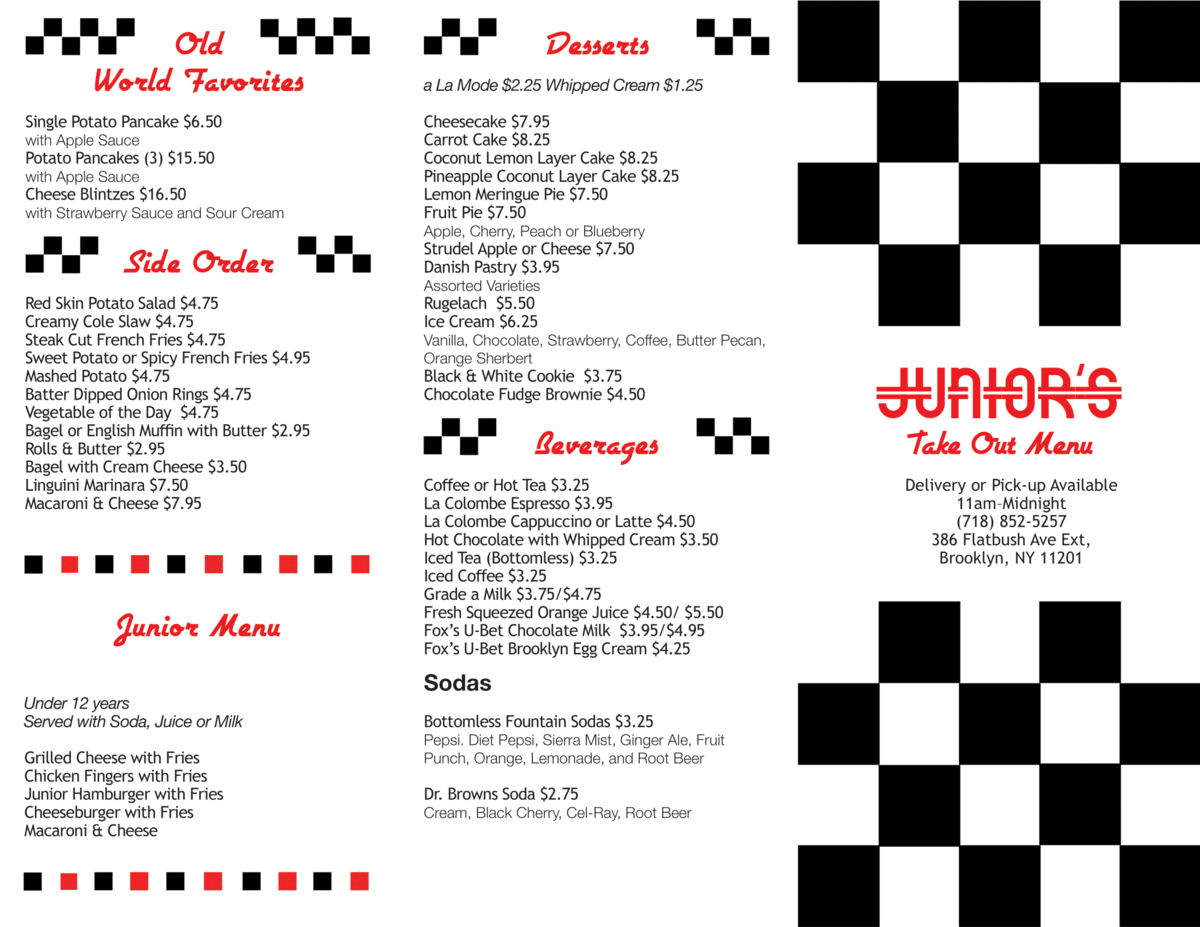 Old
World Favorites
Single Potato Pancake $6.50
with Apple Sauce
Potato Pancakes (3) $15.50
with Apple Sauce
Cheese Blintzes $16.50
with Strawberry Sauce and Sour Cream
Side Order
Red Skin Potato Salad $4.75
Creamy Cole Slaw $4.75
Steak Cut French Fries $4.75
Sweet Potato or Spicy French Fries $4.95
Mashed Potato $4.75
Batter Dipped Onion Rings $4.75
Vegetable of the Day $4.75
Bagel or English Muffin with Butter $2.95
Rolls & Butter $2.95
Bagel with Cream Cheese $3.50
Linguini Marinara $7.50
Macaroni & Cheese $7.95
Junior Menu
Under 12 years
Served with Soda, Juice or Milk
Grilled Cheese with Fries
Chicken Fingers with Fries
Junior Hamburger with Fries
Cheeseburger with Fries
Macaroni & Cheese
Desserts
a La Mode $2.25 Whipped Cream $1.25
Cheesecake $7.95
Carrot Cake $8.25
Coconut Lemon Layer Cake $8.25
Pineapple Coconut Layer Cake $8.25
Lemon Meringue Pie $7.50
Fruit Pie $7.50
Apple, Cherry, Peach or Blueberry
Strudel Apple or Cheese $7.50
Danish Pastry $3.95
Assorted Varieties
Rugelach $5.50
Ice Cream $6.25
Vanilla, Chocolate, Strawberry, Coffee, Butter Pecan,
Orange Sherbert
Black & White Cookie $3.75
Chocolate Fudge Brownie $4.50
Beverages
Coffee or Hot Tea $3.25
La Colombe Espresso $3.95
La Colombe Cappuccino or Latte $4.50
Hot Chocolate with Whipped Cream $3.50
Iced Tea (Bottomless) $3.25
Iced Coffee $3.25
Grade a Milk $3.75/$4.75
Fresh Squeezed Orange Juice $4.50/ $5.50
Fox's U-Bet Chocolate Milk $3.95/$4.95
Fox's U-Bet Brooklyn Egg Cream $4.25
Sodas
Bottomless Fountain Sodas $3.25
Pepsi. Diet Pepsi, Sierra Mist, Ginger Ale, Fruit
Punch, Orange, Lemonade, and Root Beer
Dr. Browns Soda $2.75
Cream, Black Cherry, Cel-Ray, Root Beer
JUNIOR'S
Take Out Menu
Delivery or Pick-up Available
11am–Midnight
(718) 852-5257
386 Flatbush Ave Ext,
Brooklyn, NY 11201